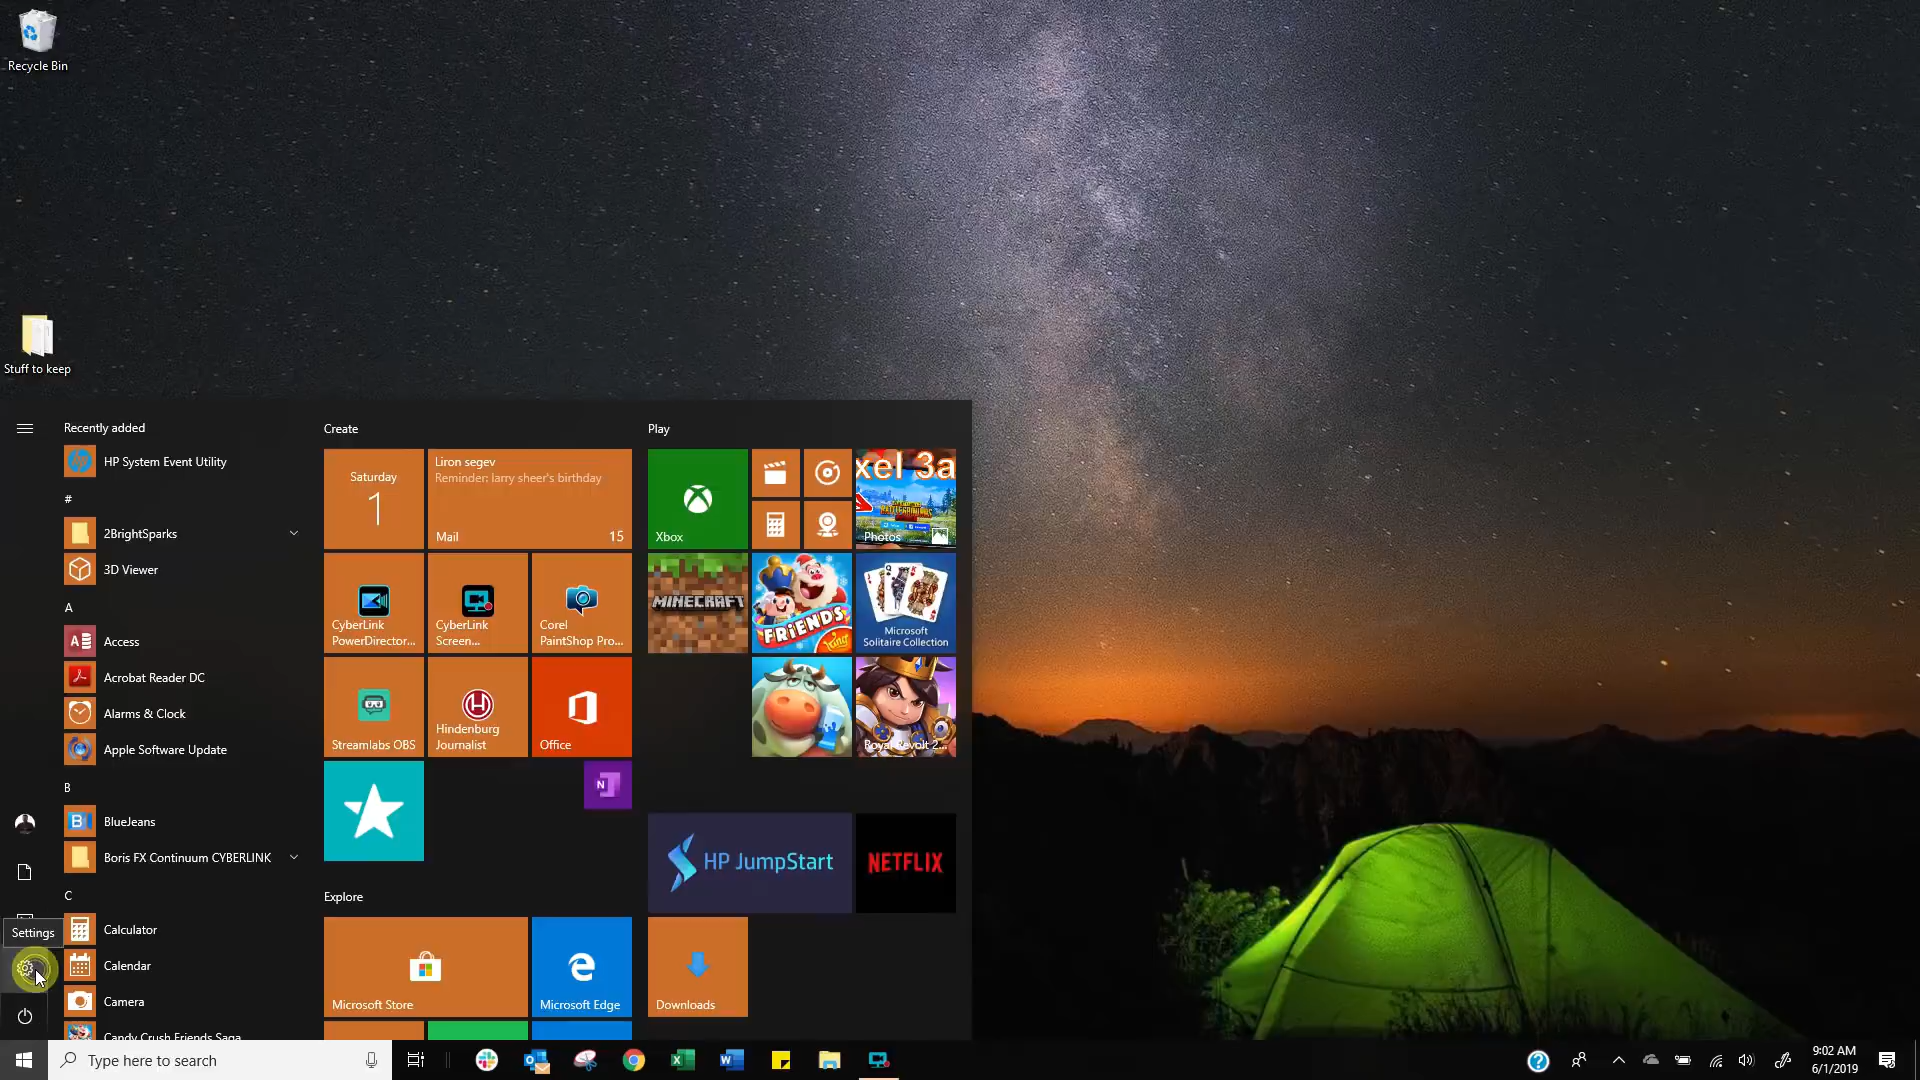 Recycle Bin
Stuff to keep
Recently added
HP System Event Utility
#
2BrightSparks
3D Viewer
A
Access
Acrobat Reader DC
Alarms & Clock
Apple Software Update
B
BlueJeans
Boris FX Continuum CYBERLINK
C
Calculator
Calendar
Camera
Candy Crush Friends Saga
Settings
Create
Saturday
1
Liron segev
Reminder: larry sheer's birthday
Mail 15
CyberLink
PowerDirector...
CyberLink
Screen...
Corel
PaintShop Pro...
Streamlabs OBS
Hindenburg
Journalist
Office
Explore
Microsoft Store
Microsoft Edge
Play
Xbox
xel 3a
Photos
MINECRAFT
FRIENDS
King
Microsoft
Solitaire Collection
Royal Revolt 2...
HP JumpStart
NETFLIX
Downloads
Type here to search
9:02 AM
6/1/2019